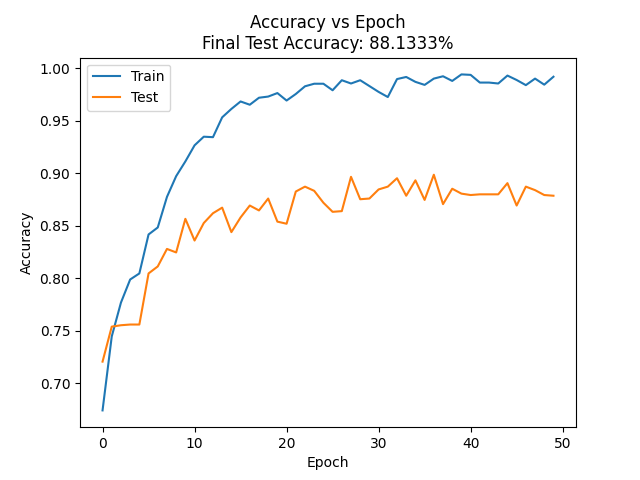 Accuracy vs Epoch
Final Test Accuracy: 88.1333%
1.00
0.95
0.90
0.85
0.80
0.75
0.70
Accuracy
Train
Test
0 10 20 30 40 50
Epoch